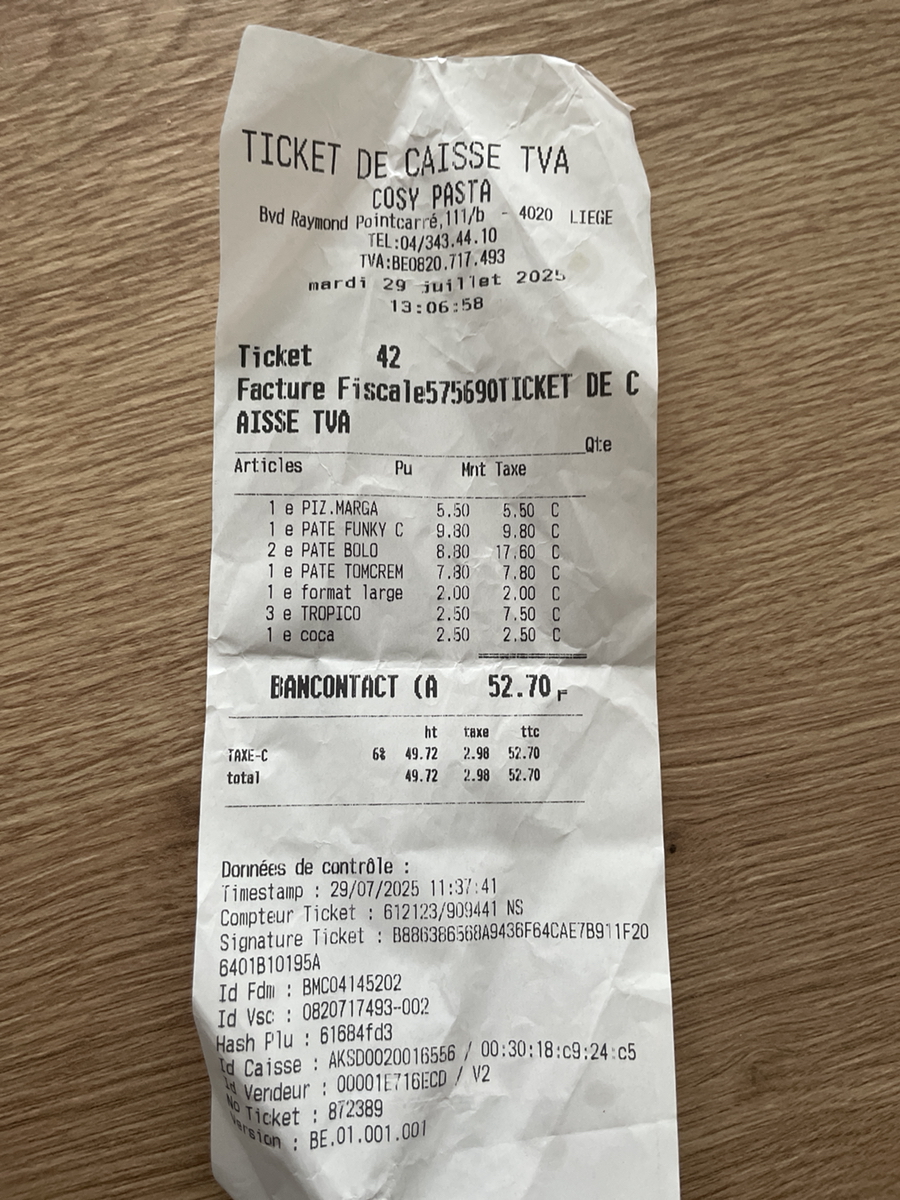 TICKET DE CAISSE TVA
COSY PASTA
Bvd Raymond Pointcarré,111/b - 4020 LIEGE
TEL:04/343.44.10
TVA:BE0820.717.493
mardi 29 juillet 2025
13:06:58
Ticket 42
Facture Fiscale575690TICKET DE C
AISSE TVA
Qte
Articles Pu Mnt Taxe
1 e PIZ.MARGA 5.50 5.50 C
1 e PATE FUNKY C 9.80 9.80 C
2 e PATE BOLO 8.80 17.60 C
1 e PATE TOMCREM 7.80 7.80 C
1 e format large 2.00 2.00 C
3 e TROPICO 2.50 7.50 C
1 e coca 2.50 2.50 C
BANCONTACT (A 52.70
ht taxe ttc
TAXE-C 6% 49.72 2.98 52.70
total 49.72 2.98 52.70
Données de contrôle :
Timestamp : 29/07/2025 11:37:41
Compteur Ticket : 612123/909441 NS
Signature Ticket : B886386568A9436F64CAE7B911F20
6401B10195A
Id Fdm : BMC04145202
Id Vsc : 0820717493-002
Hash Plu : 61684fd3
Id Caisse : AKSD0020016556 / 00:30:18:c9:24:c5
Id Vendeur : 00001E716ECD / V2
No Ticket : 872389
Version : BE.01.001.001